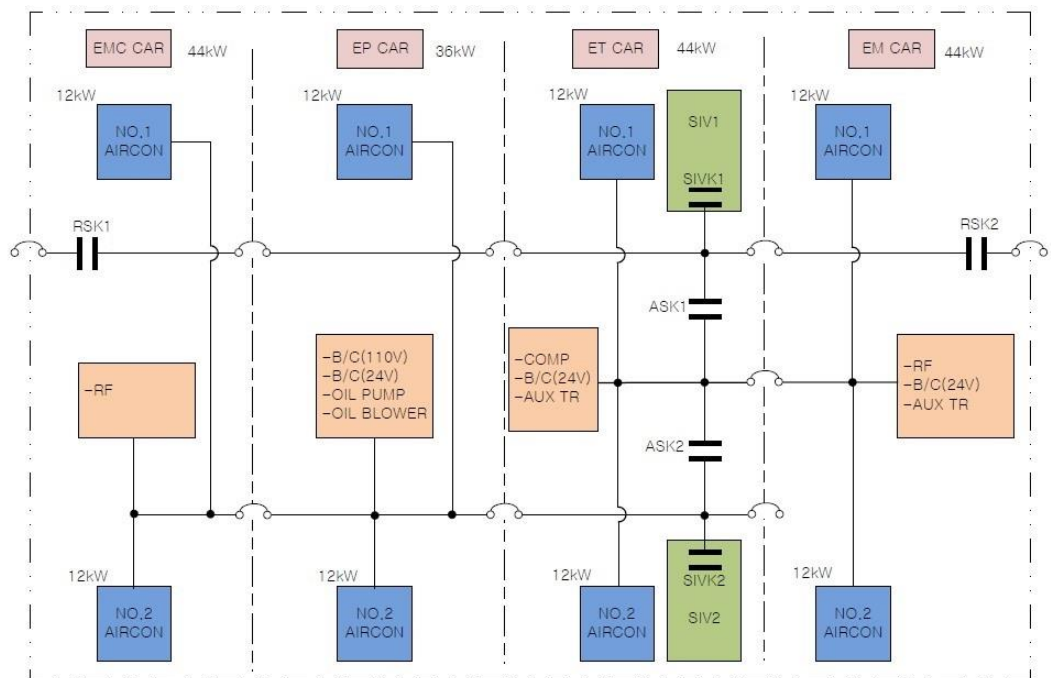 EMC CAR
44kW
EP CAR
36kW
ET CAR
44kW
EM CAR
44kW
12kW
NO,1
AIRCON
12kW
NO,1
AIRCON
12kW
NO,1
AIRCON
SIV1
SIVK1
12kW
NO,1
AIRCON
RSK1
RSK2
ASK1
-RF
-B/C(110V)
-B/C(24V)
-OIL PUMP
-OIL BLOWER
-COMP
-B/C(24V)
-AUX TR
-RF
-B/C(24V)
-AUX TR
ASK2
12kW
NO,2
AIRCON
12kW
NO,2
AIRCON
12kW
NO,2
AIRCON
SIVK2
SIV2
12kW
NO,2
AIRCON